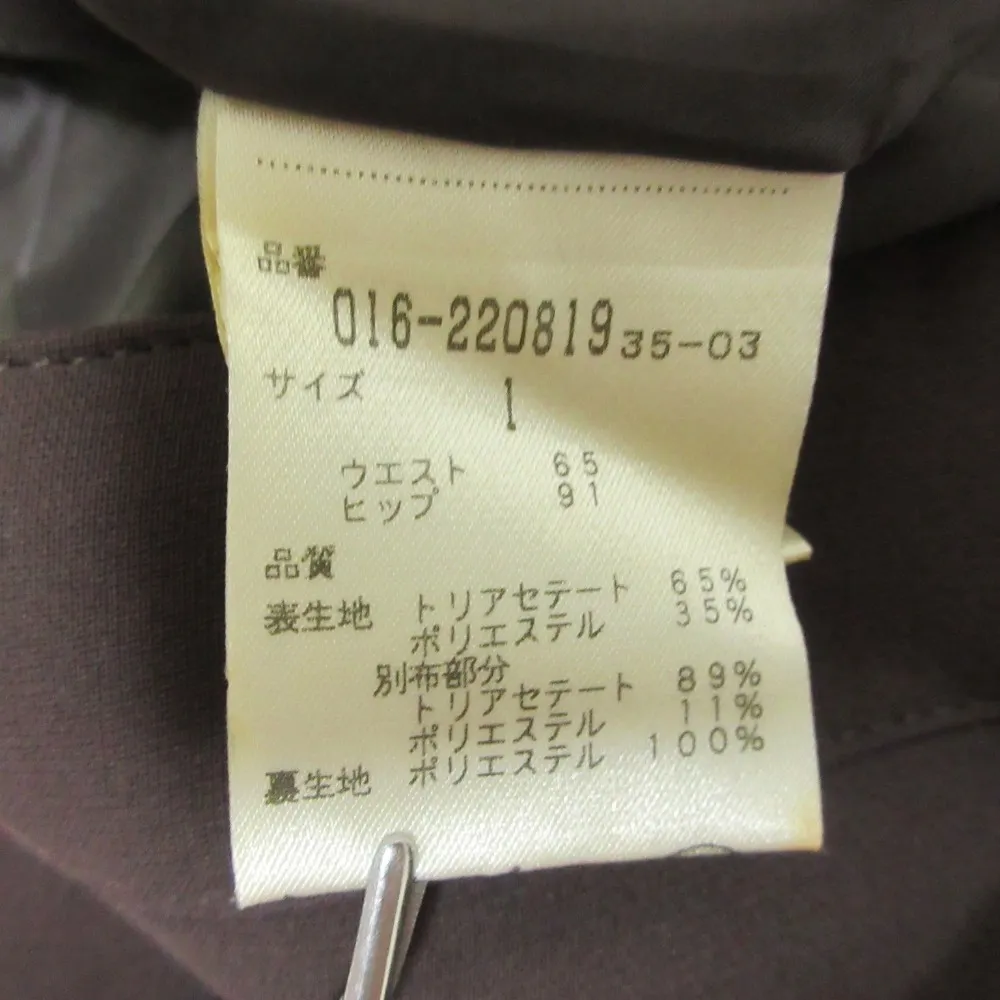 品番
016-220819 35-03
サイズ 1
ウエスト 65
ヒップ 91
品質
表生地 トリアセテート 65%
ポリエステル 35%
別布部分
トリアセテート 89%
ポリエステル 11%
裏生地 ポリエステル 100%